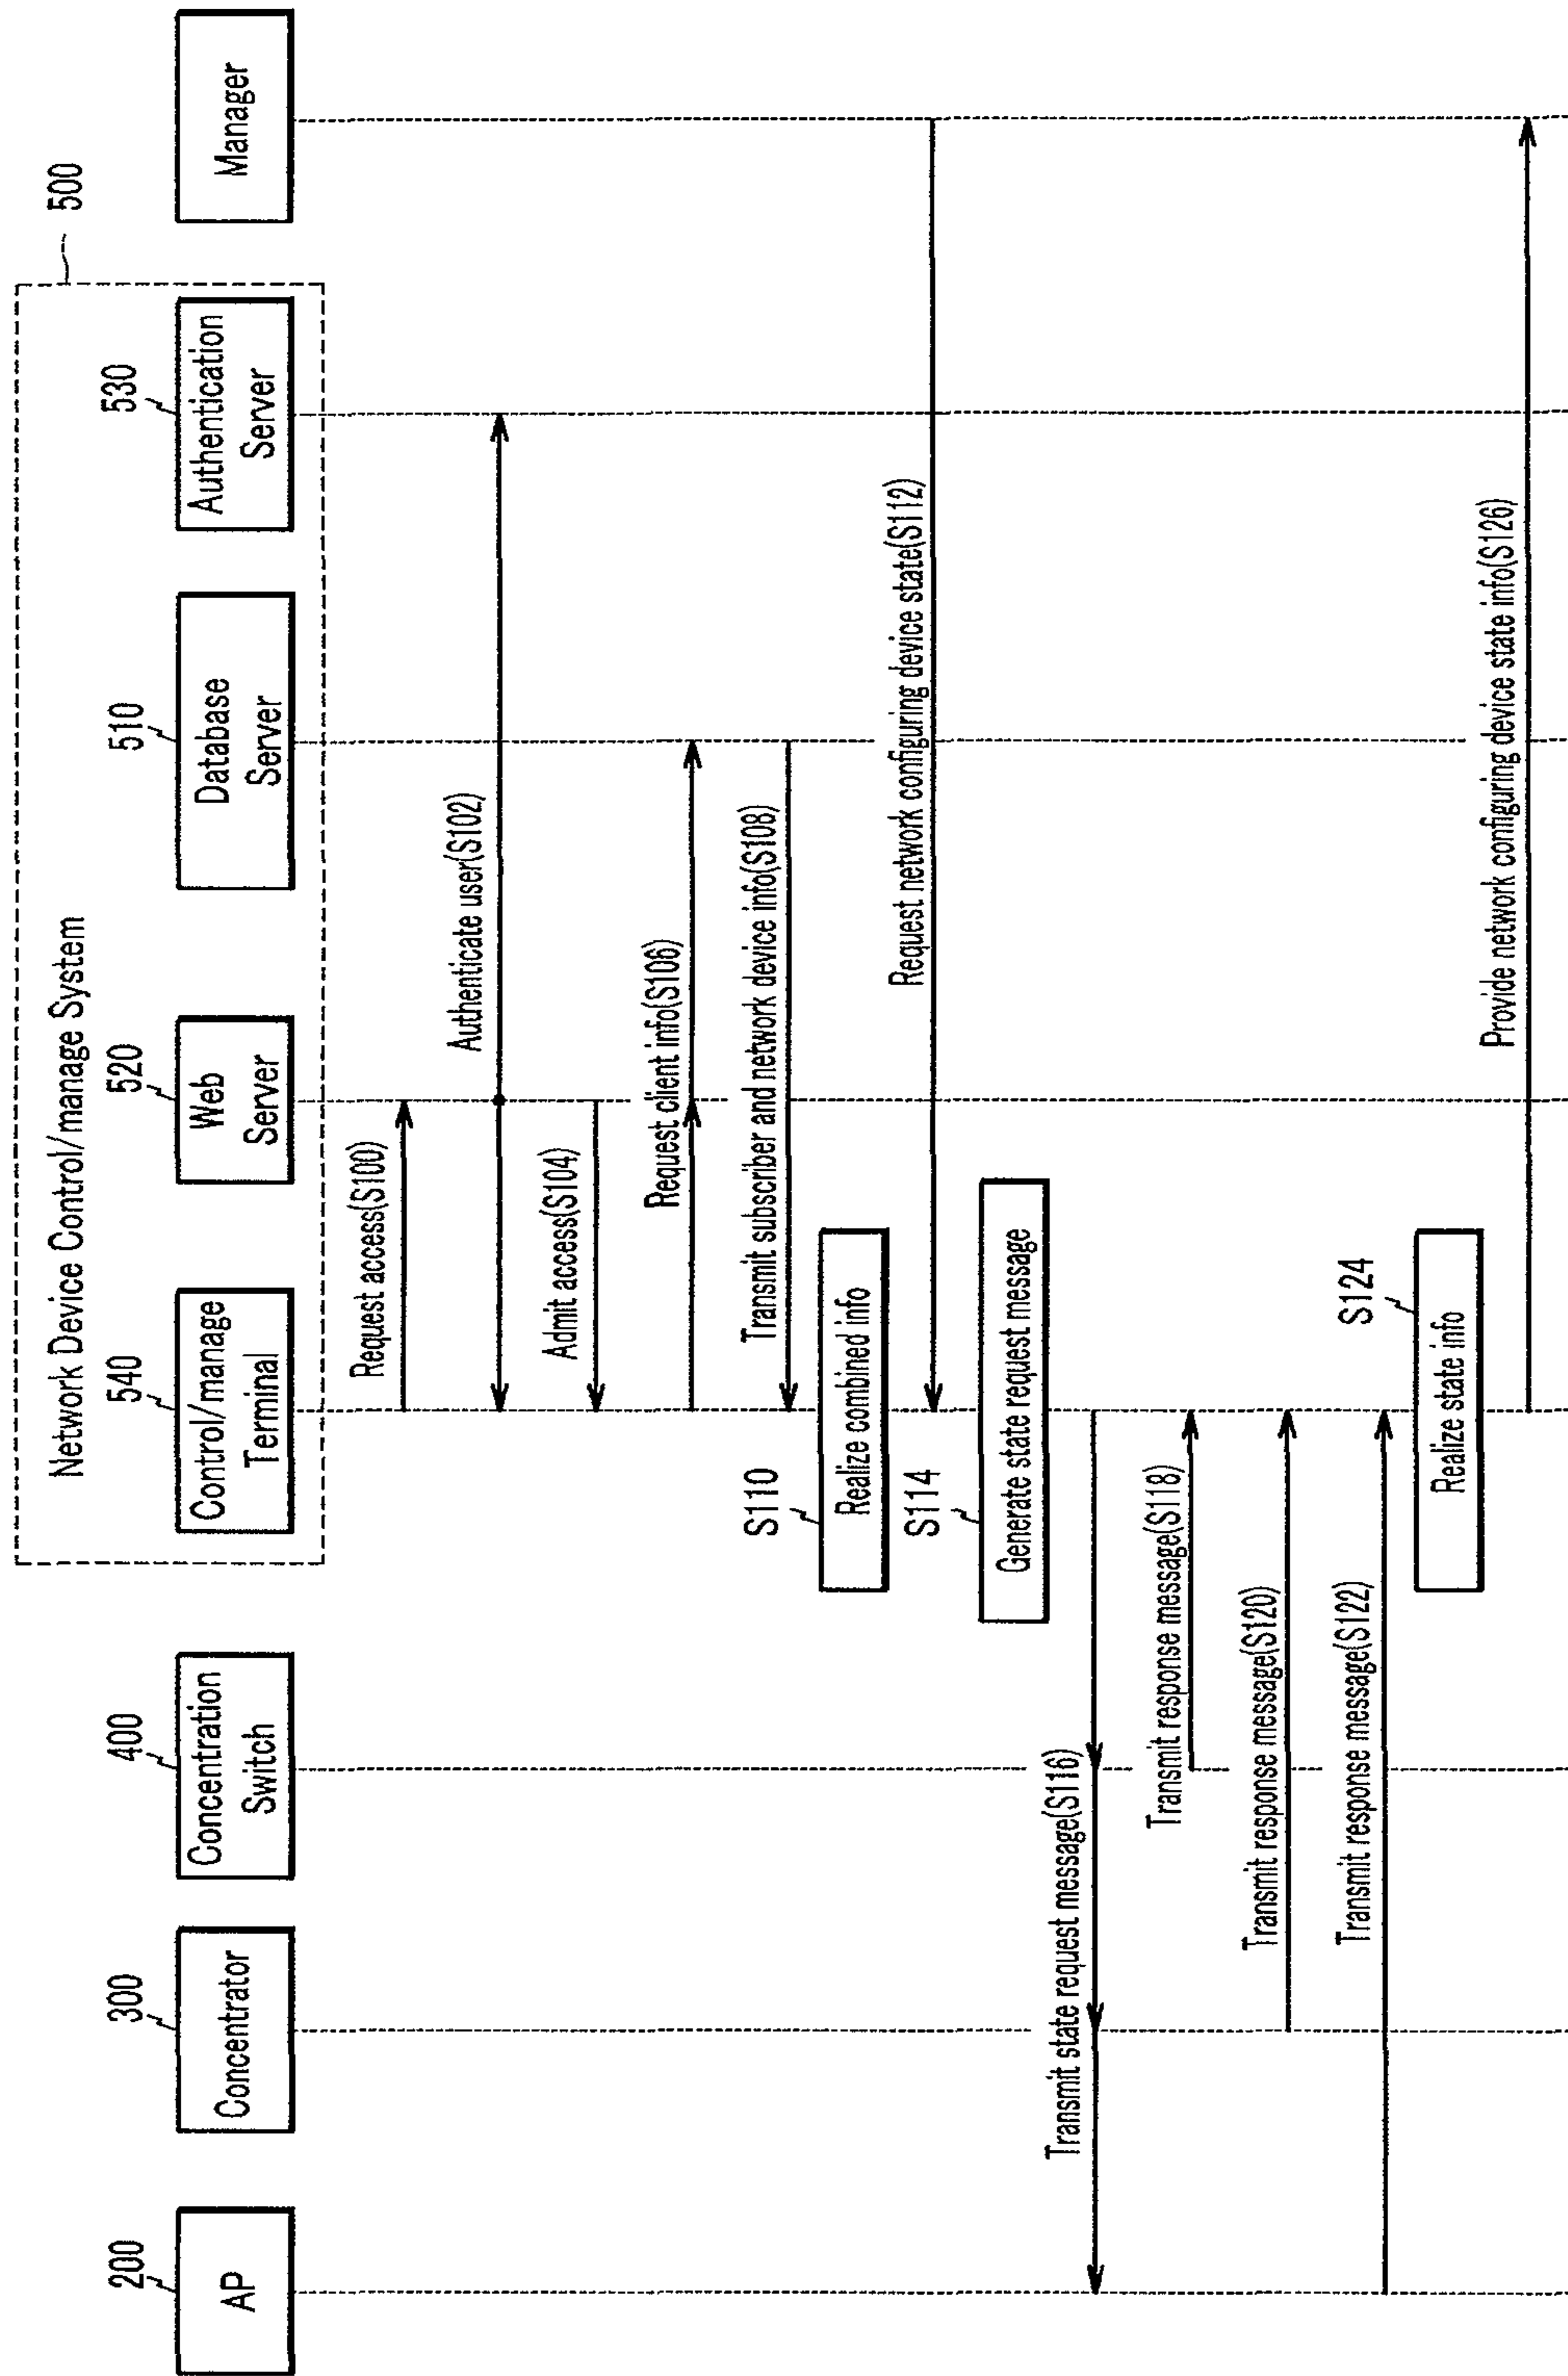 Network Device Control/manage System
500
200
300
400
540
520
510
530
AP
Concentrator
Concentration
Switch
Control/manage
Terminal
Web
Server
Database
Server
Authentication
Server
Manager
Request access(S100)
Authenticate user(S102)
Admit access(S104)
Request client info(S106)
Transmit subscriber and network device info(S108)
S110
Realize combined info
Request network configuring device state(S112)
S114
Generate state request message
Transmit state request message(S116)
Transmit response message(S118)
Transmit response message(S120)
Transmit response message(S122)
S124
Realize state info
Provide network configuring device state info(S126)